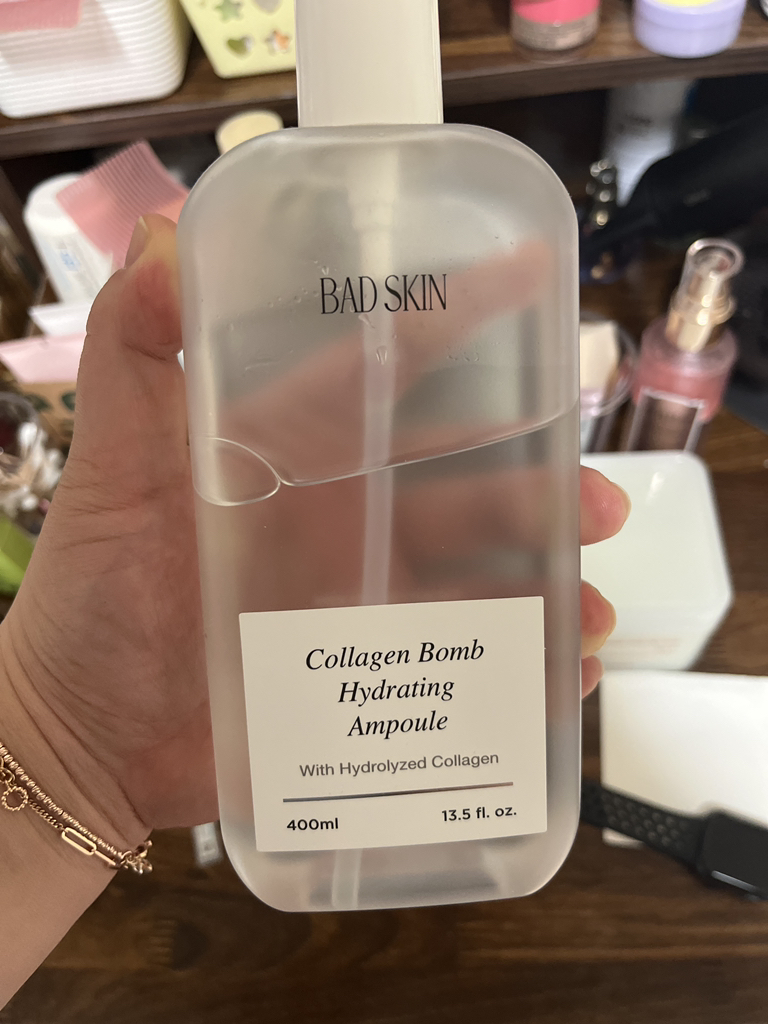 BAD SKIN
Collagen Bomb
Hydrating
Ampoule
With Hydrolyzed Collagen
400ml 13.5 fl. oz.